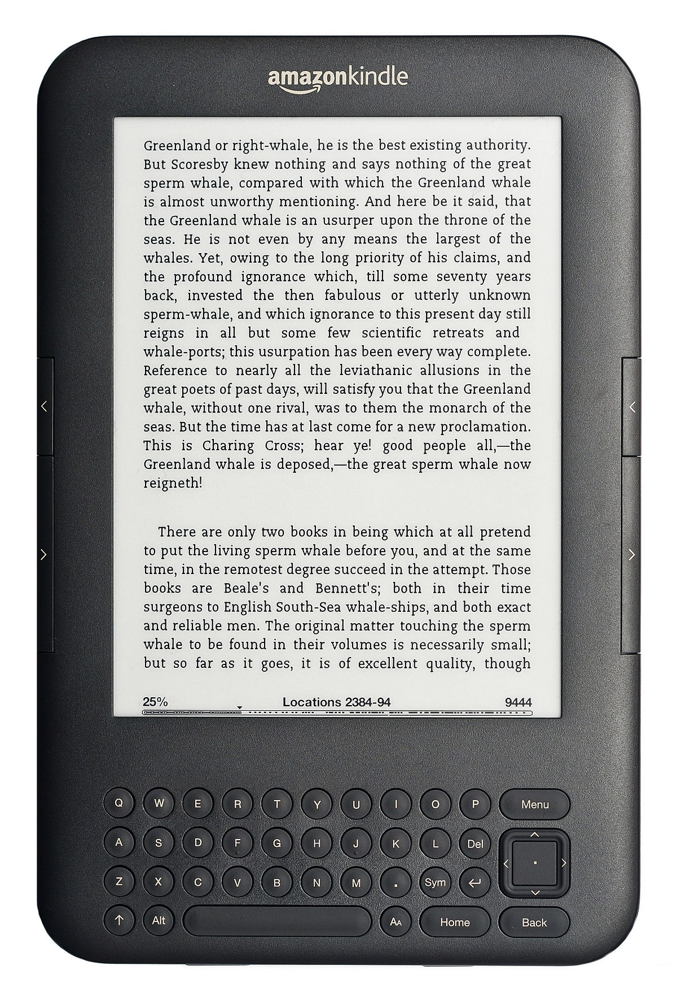 amazonkindle
Greenland or right-whale, he is the best existing authority.
But Scoresby knew nothing and says nothing of the great
sperm whale, compared with which the Greenland whale
is almost unworthy mentioning. And here be it said, that
the Greenland whale is an usurper upon the throne of the
seas. He is not even by any means the largest of the
whales. Yet, owing to the long priority of his claims, and
the profound ignorance which, till some seventy years
back, invested the then fabulous or utterly unknown
sperm-whale, and which ignorance to this present day still
reigns in all but some few scientific retreats and
whale-ports; this usurpation has been every way complete.
Reference to nearly all the leviathanic allusions in the
great poets of past days, will satisfy you that the Greenland
whale, without one rival, was to them the monarch of the
seas. But the time has at last come for a new proclamation.
This is Charing Cross; hear ye! good people all,—the
Greenland whale is deposed,—the great sperm whale now
reigneth!
There are only two books in being which at all pretend
to put the living sperm whale before you, and at the same
time, in the remotest degree succeed in the attempt. Those
books are Beale's and Bennett's; both in their time
surgeons to English South-Sea whale-ships, and both exact
and reliable men. The original matter touching the sperm
whale to be found in their volumes is necessarily small;
but so far as it goes, it is of excellent quality, though
25% Locations 2384-94 9444
Q W E R T Y U I O P Menu
A S D F G H J K L Del
Z X C V B N M . Sym ↵
↑ Alt AA Home Back